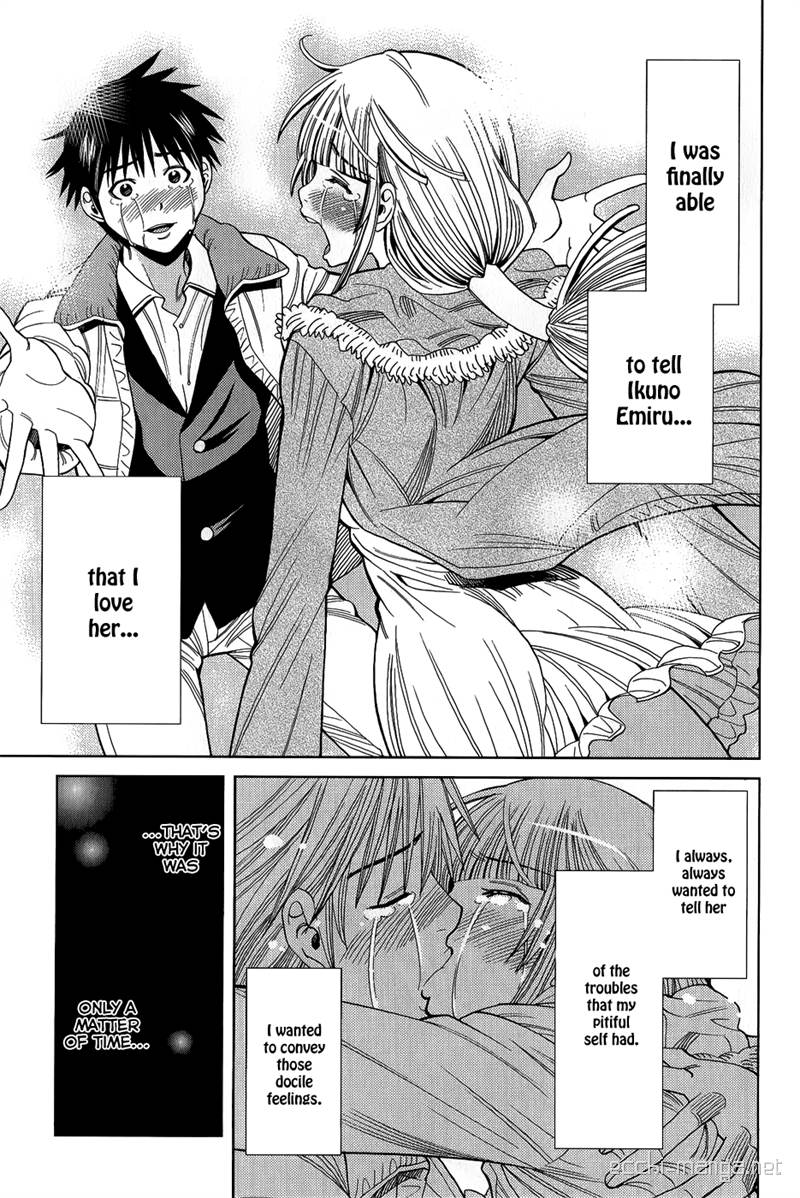 I was
finally
able
to tell
Ikuno
Emiru...
that I
love
her...
I always,
always
wanted to
tell her
of the
troubles
that my
pitiful
self had.
I wanted
to convey
those
docile
feelings.
...THAT'S
WHY IT
WAS
ONLY A
MATTER
OF TIME...
ecchi-manga.net